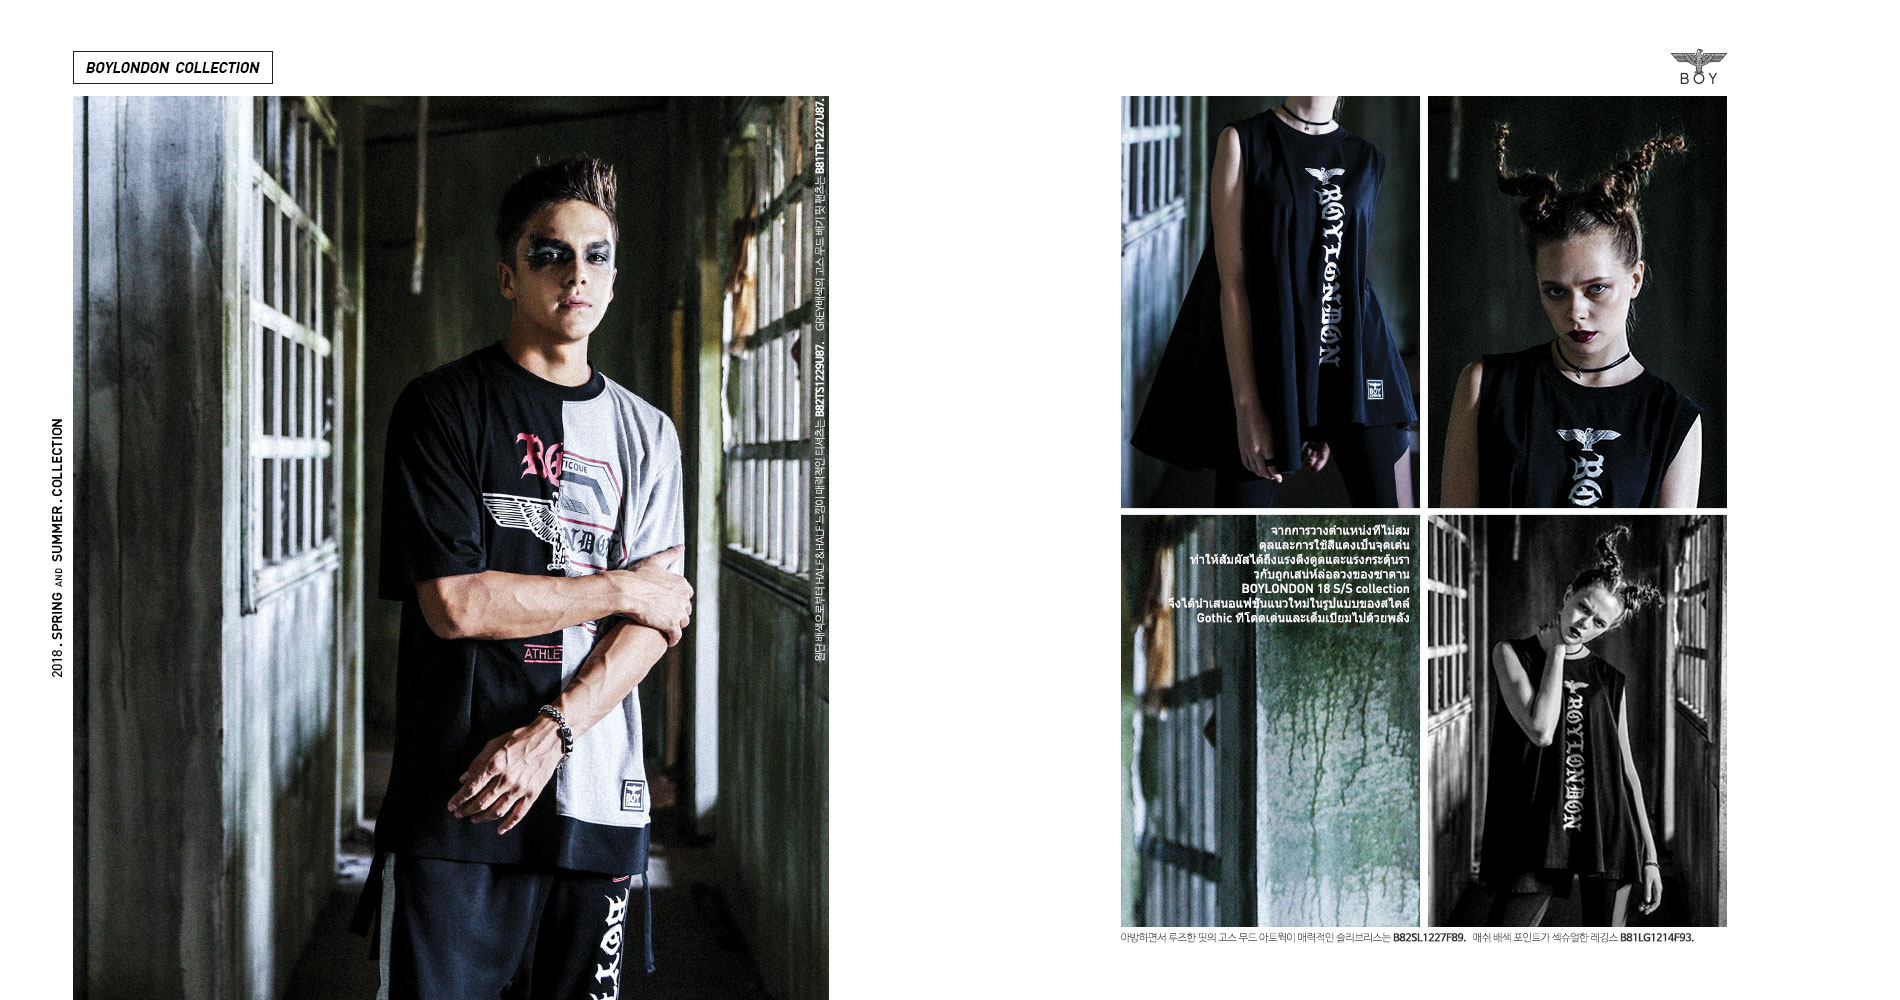 BOYLONDON COLLECTION
BOY
2018. SPRING AND SUMMER. COLLECTION
원단 배색으로부터 HALF&HALF 느낌이 매력적인 티셔츠는 B82TS1229U87. GREY배색의 고스 무드 배기 핏 팬츠는 B81TP1227U87.
TICQUE
ATHLE
BOY
BOYLONDON
BOY
BO
จากการวางตำแหน่งที่ไม่สม
ดุลและการใช้สีแดงเป็นจุดเด่น
ทำให้สัมผัสได้ถึงแรงดึงดูดและแรงกระตุ้นรา
วกับถูกเสน่ห์ล่อลวงของซาตาน
BOYLONDON 18 S/S collection
จึงได้นำเสนอแฟชั่นแนวใหม่ในรูปแบบของสไตล์
Gothic ที่โดดเด่นและเต็มเปี่ยมไปด้วยพลัง
BOYLONDON
아방하면서 루즈한 핏의 고스 무드 아트웍이 매력적인 슬리브리스는 B82SL1227F89. 매쉬 배색 포인트가 섹슈얼한 레깅스 B81LG1214F93.